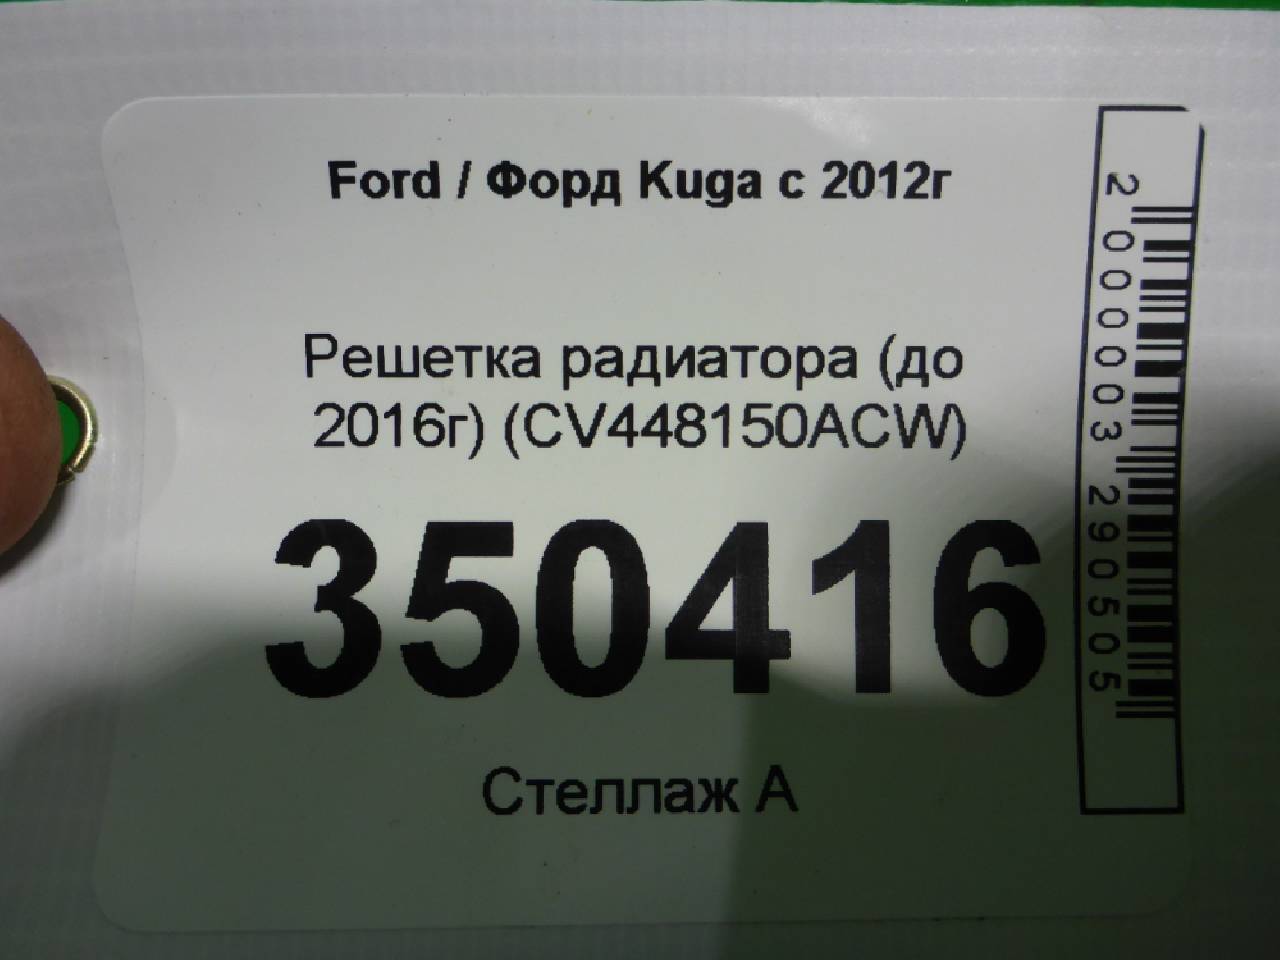 Ford / Форд Kuga с 2012г
Решетка радиатора (до
2016г) (CV448150ACW)
350416
Стеллаж А
2000003290505